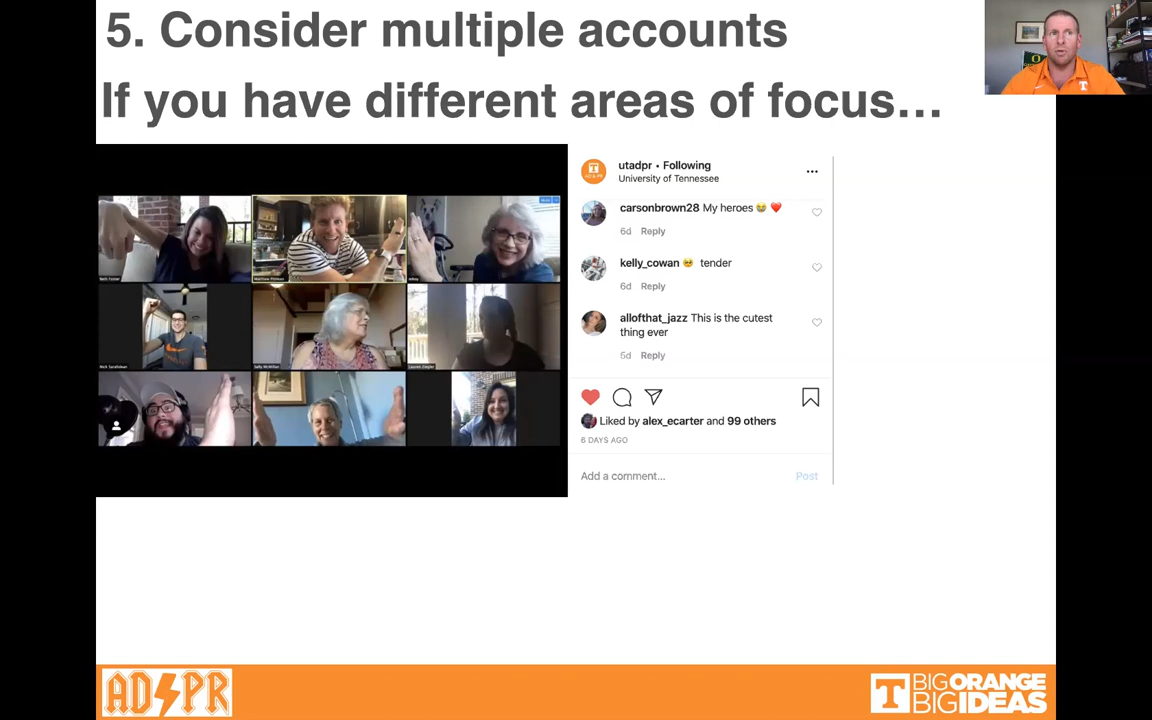 5. Consider multiple accounts
If you have different areas of focus...
utadpr • Following
University of Tennessee
carsonbrown28 My heroes 😭 ❤️
6d Reply
kelly_cowan 🥺 tender
6d Reply
allofthat_jazz This is the cutest
thing ever
5d Reply
Liked by alex_ecarter and 99 others
6 DAYS AGO
Add a comment...
Post
AD PR
T BIG ORANGE
BIG IDEAS